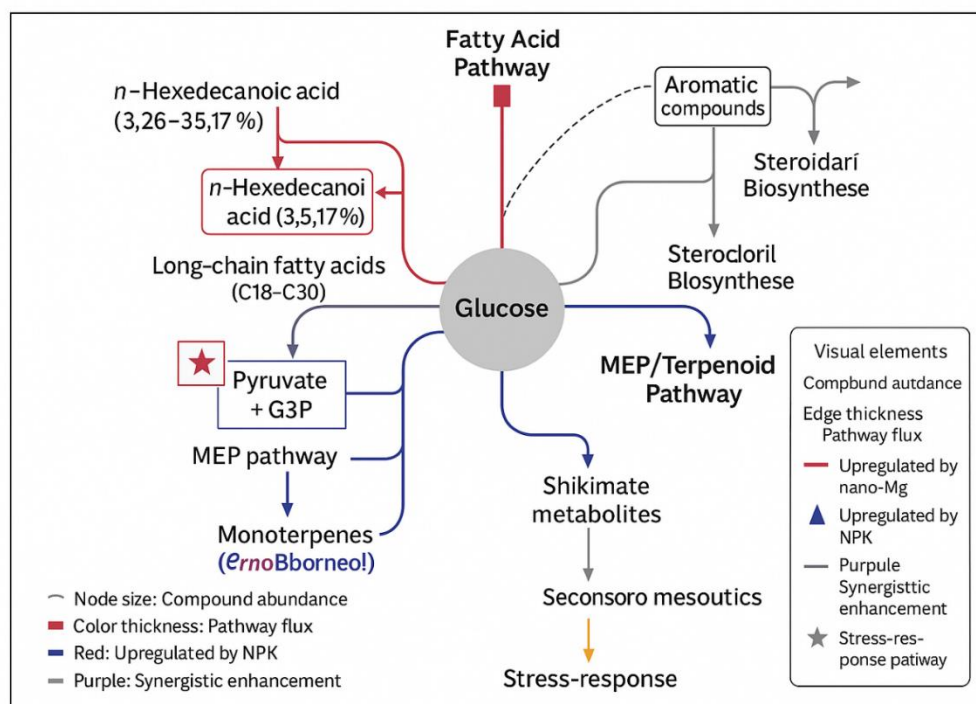 Fatty Acid
Pathway
n-Hexedecanoic acid
(3,26–35,17 %)
n-Hexedecanoi
acid (3,5,17%)
Long-chain fatty acids
(C18–C30)
Aromatic
compounds
Steroidarí
Biosynthese
Sterocloril
Biosynthese
Glucose
Pyruvate
+ G3P
MEP pathway
Monoterpenes
(ernoBborneo!)
MEP/Terpenoid
Pathway
Shikimate
metabolites
Seconsoro mesoutics
Stress-response
Node size: Compound abundance
Color thickness: Pathway flux
Red: Upregulated by NPK
Purple: Synergistic enhancement
Visual elements
Compbund autdance
Edge thickness
Pathway flux
Upregulated by
nano-Mg
Upregulated by
NPK
Purpule
Synergisttic
enhancement
Stress-res-
ponse patiway